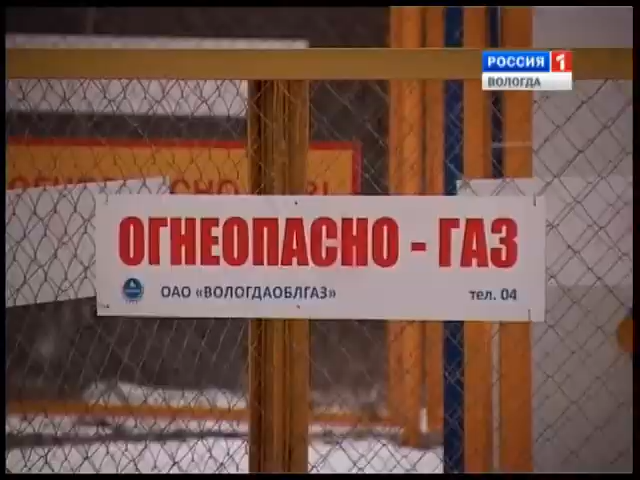 РОССИЯ 1
ВОЛОГДА
ОГНЕОПАСНО - ГАЗ
ОАО «ВОЛОГДАОБЛГАЗ» тел. 04